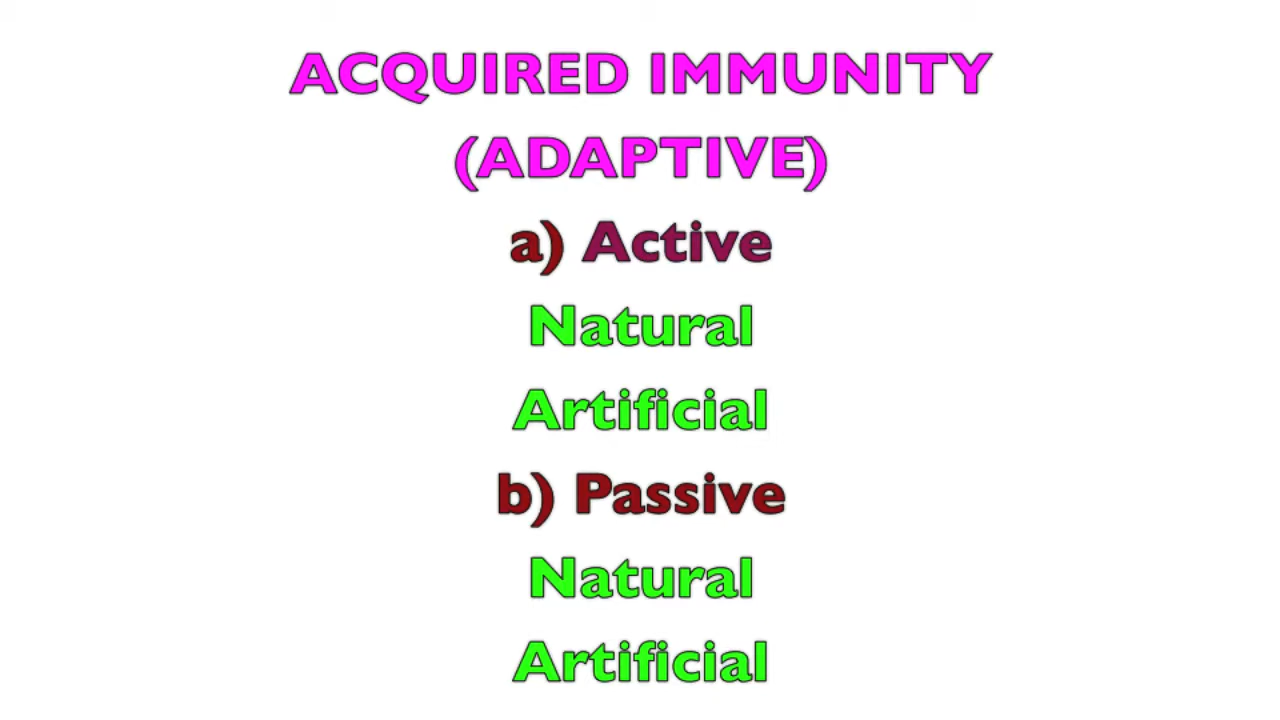 ACQUIRED IMMUNITY
(ADAPTIVE)
a) Active
Natural
Artificial
b) Passive
Natural
Artificial